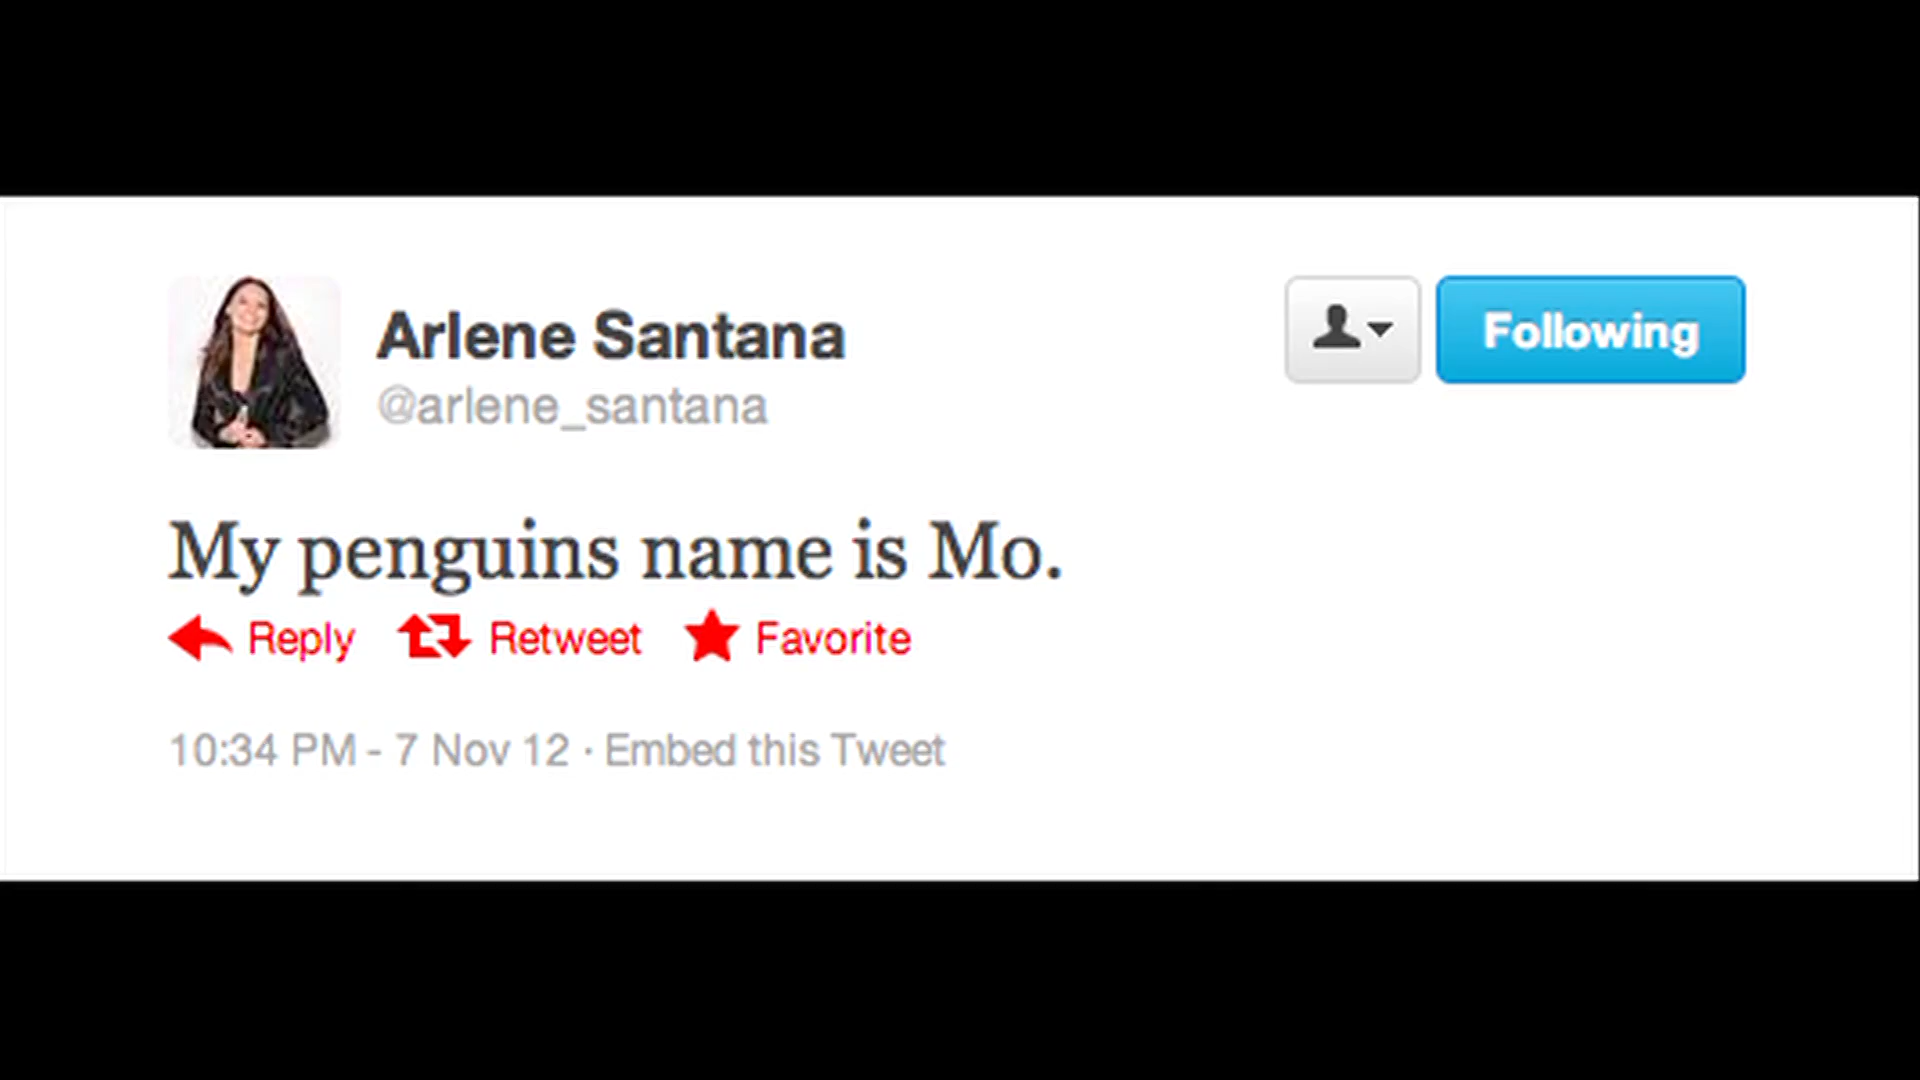 Arlene Santana
Following
@arlene_santana
My penguins name is Mo.
Reply Retweet Favorite
10:34 PM - 7 Nov 12 · Embed this Tweet